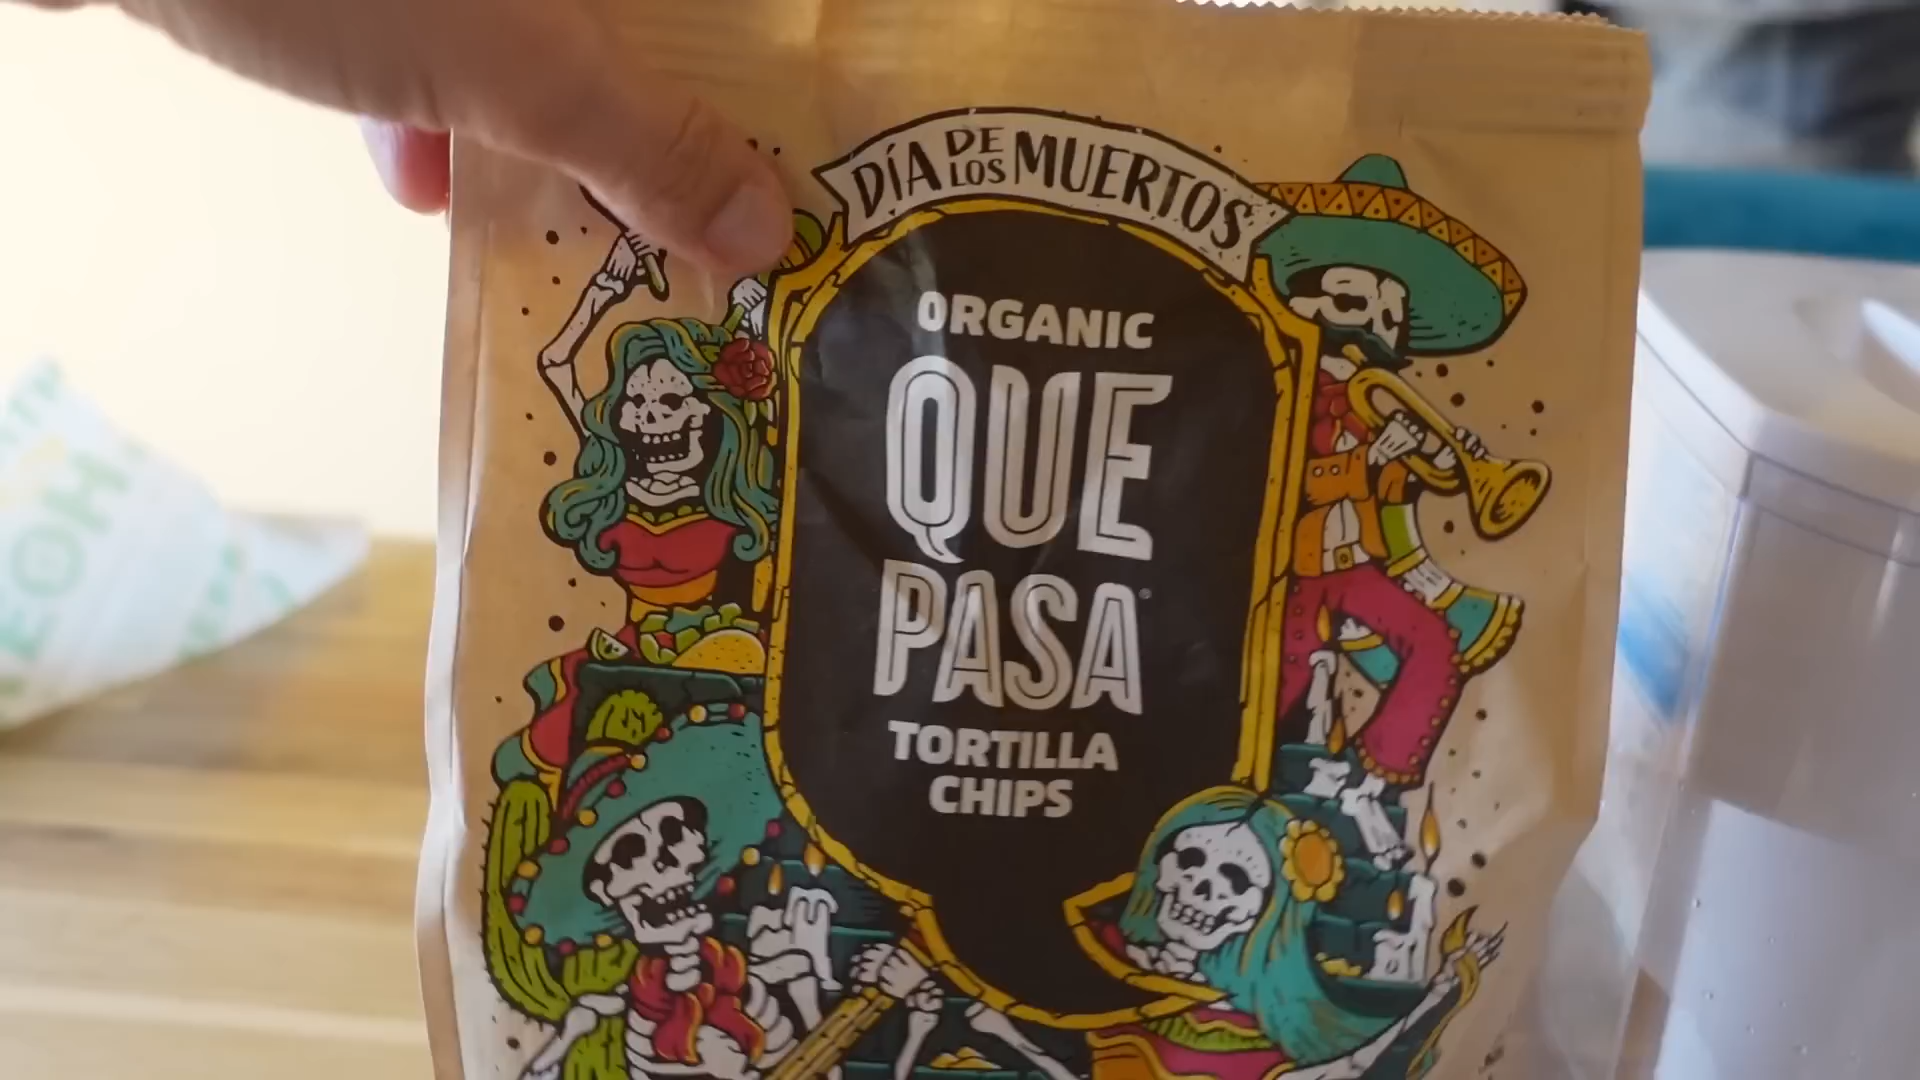 DÍA DE LOS MUERTOS
ORGANIC
QUE
PASA®
TORTILLA
CHIPS